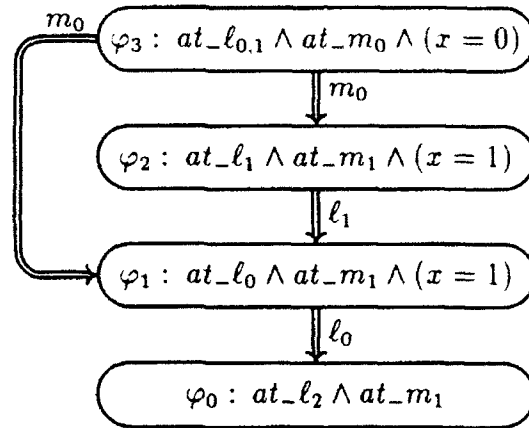 m₀
φ₃ : at_ℓ₀,₁ ∧ at_m₀ ∧ (x = 0)
m₀
φ₂ : at_ℓ₁ ∧ at_m₁ ∧ (x = 1)
ℓ₁
φ₁ : at_ℓ₀ ∧ at_m₁ ∧ (x = 1)
ℓ₀
φ₀ : at_ℓ₂ ∧ at_m₁